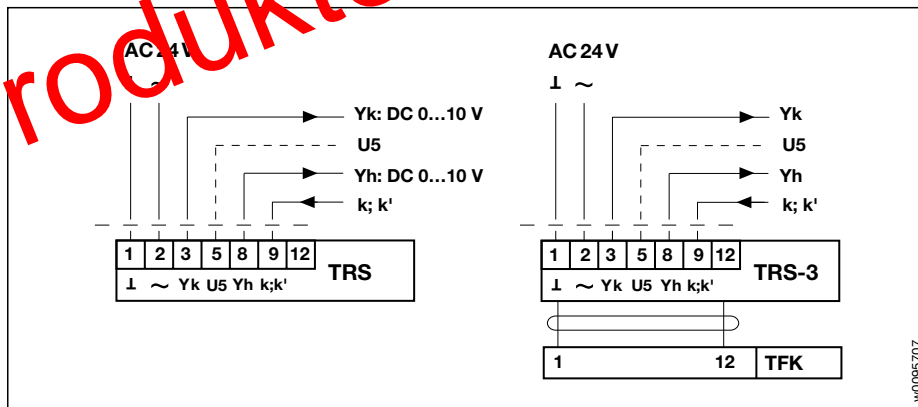 rodukt
AC 24 V
⊥ ~
Yk: DC 0...10 V
U5
Yh: DC 0...10 V
k; k'
1 2 3 5 8 9 12
TRS
⊥ ~ Yk U5 Yh k;k'
AC 24 V
⊥ ~
Yk
U5
Yh
k; k'
1 2 3 5 8 9 12
TRS-3
⊥ ~ Yk U5 Yh k;k'
1 12 TFK
w0095707